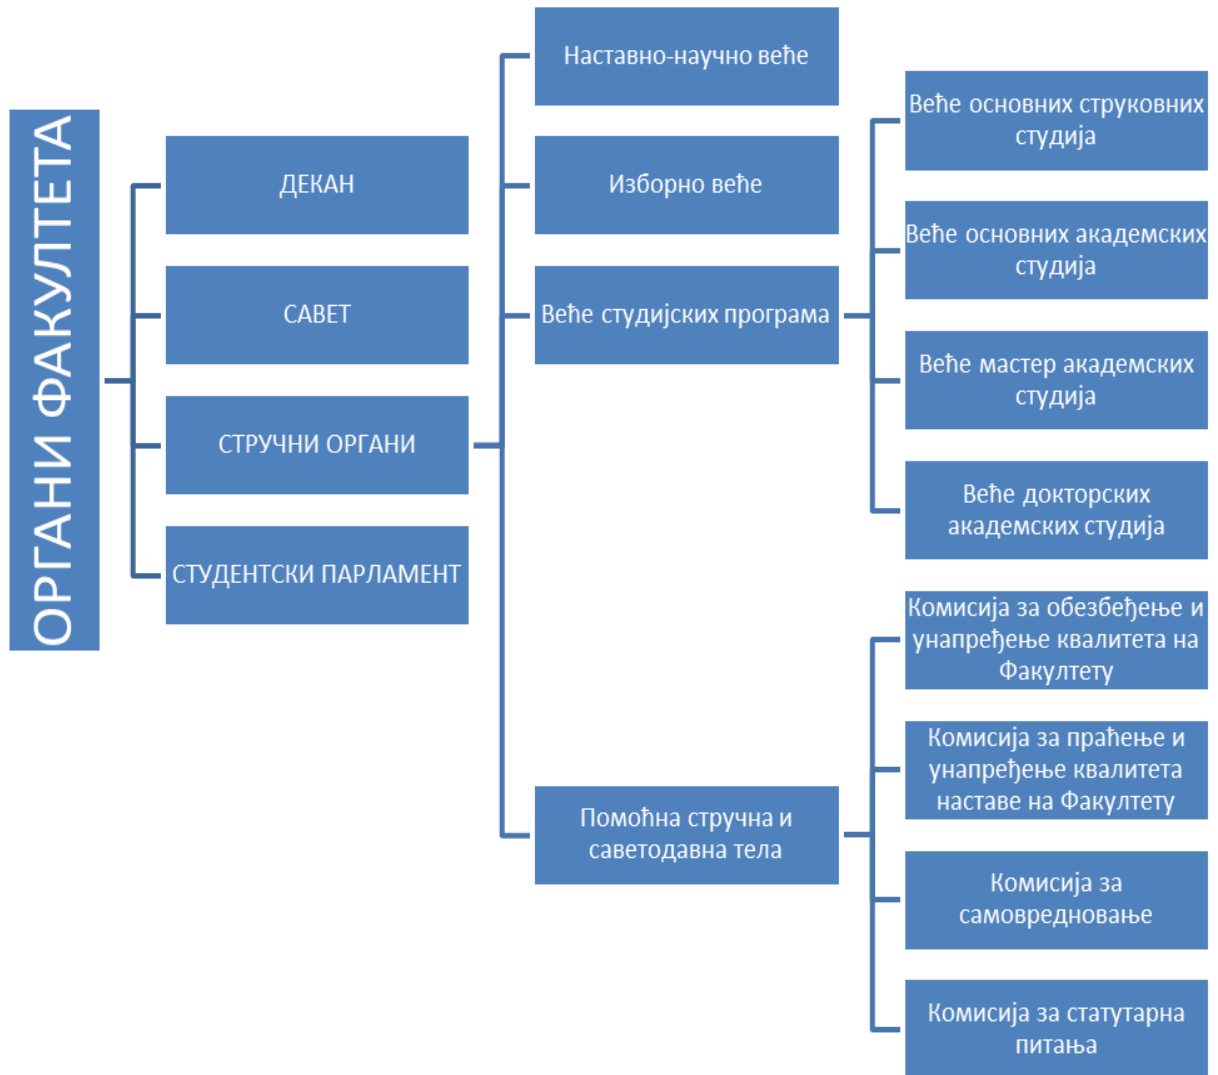 ОРГАНИ ФАКУЛТЕТА
ДЕКАН
САВЕТ
СТРУЧНИ ОРГАНИ
СТУДЕНТСКИ ПАРЛАМЕНТ
Наставно-научно веће
Изборно веће
Веће студијских програма
Помоћна стручна и
саветодавна тела
Веће основних струковних
студија
Веће основних академских
студија
Веће мастер академских
студија
Веће докторских
академских студија
Комисија за обезбеђење и
унапређење квалитета на
Факултету
Комисија за праћење и
унапређење квалитета
наставе на Факултету
Комисија за
самовредновање
Комисија за статутарна
питања